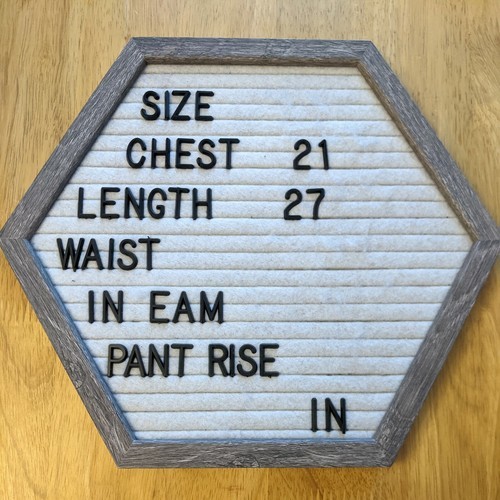 SIZE
CHEST 21
LENGTH 27
WAIST
IN EAM
PANT RISE
IN